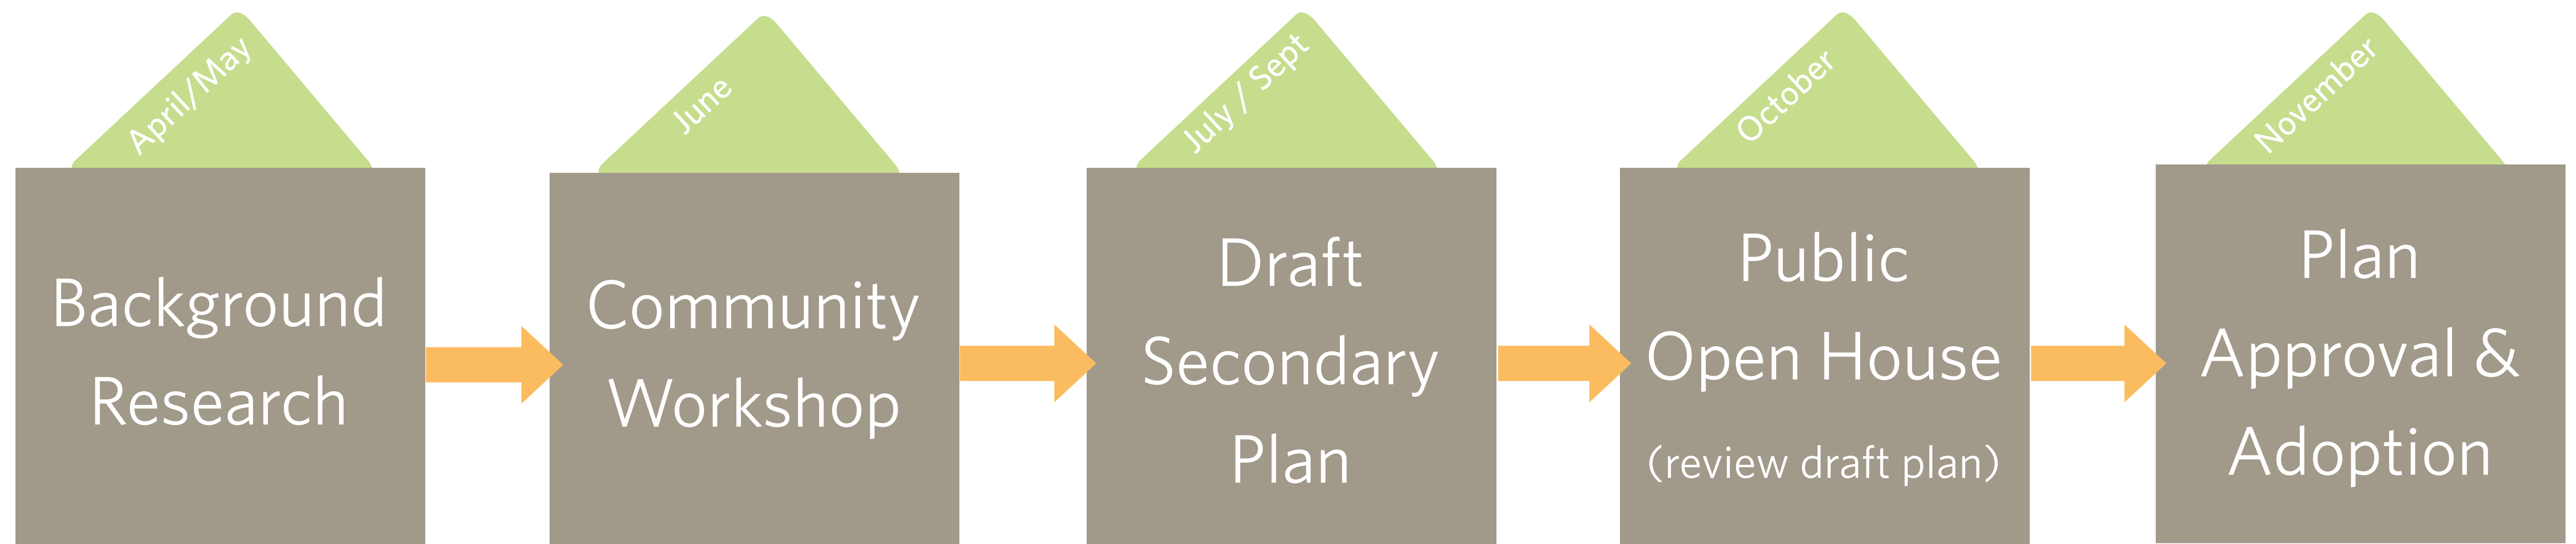 April/May
Background
Research
June
Community
Workshop
July / Sept
Draft
Secondary
Plan
October
Public
Open House
(review draft plan)
November
Plan
Approval &
Adoption